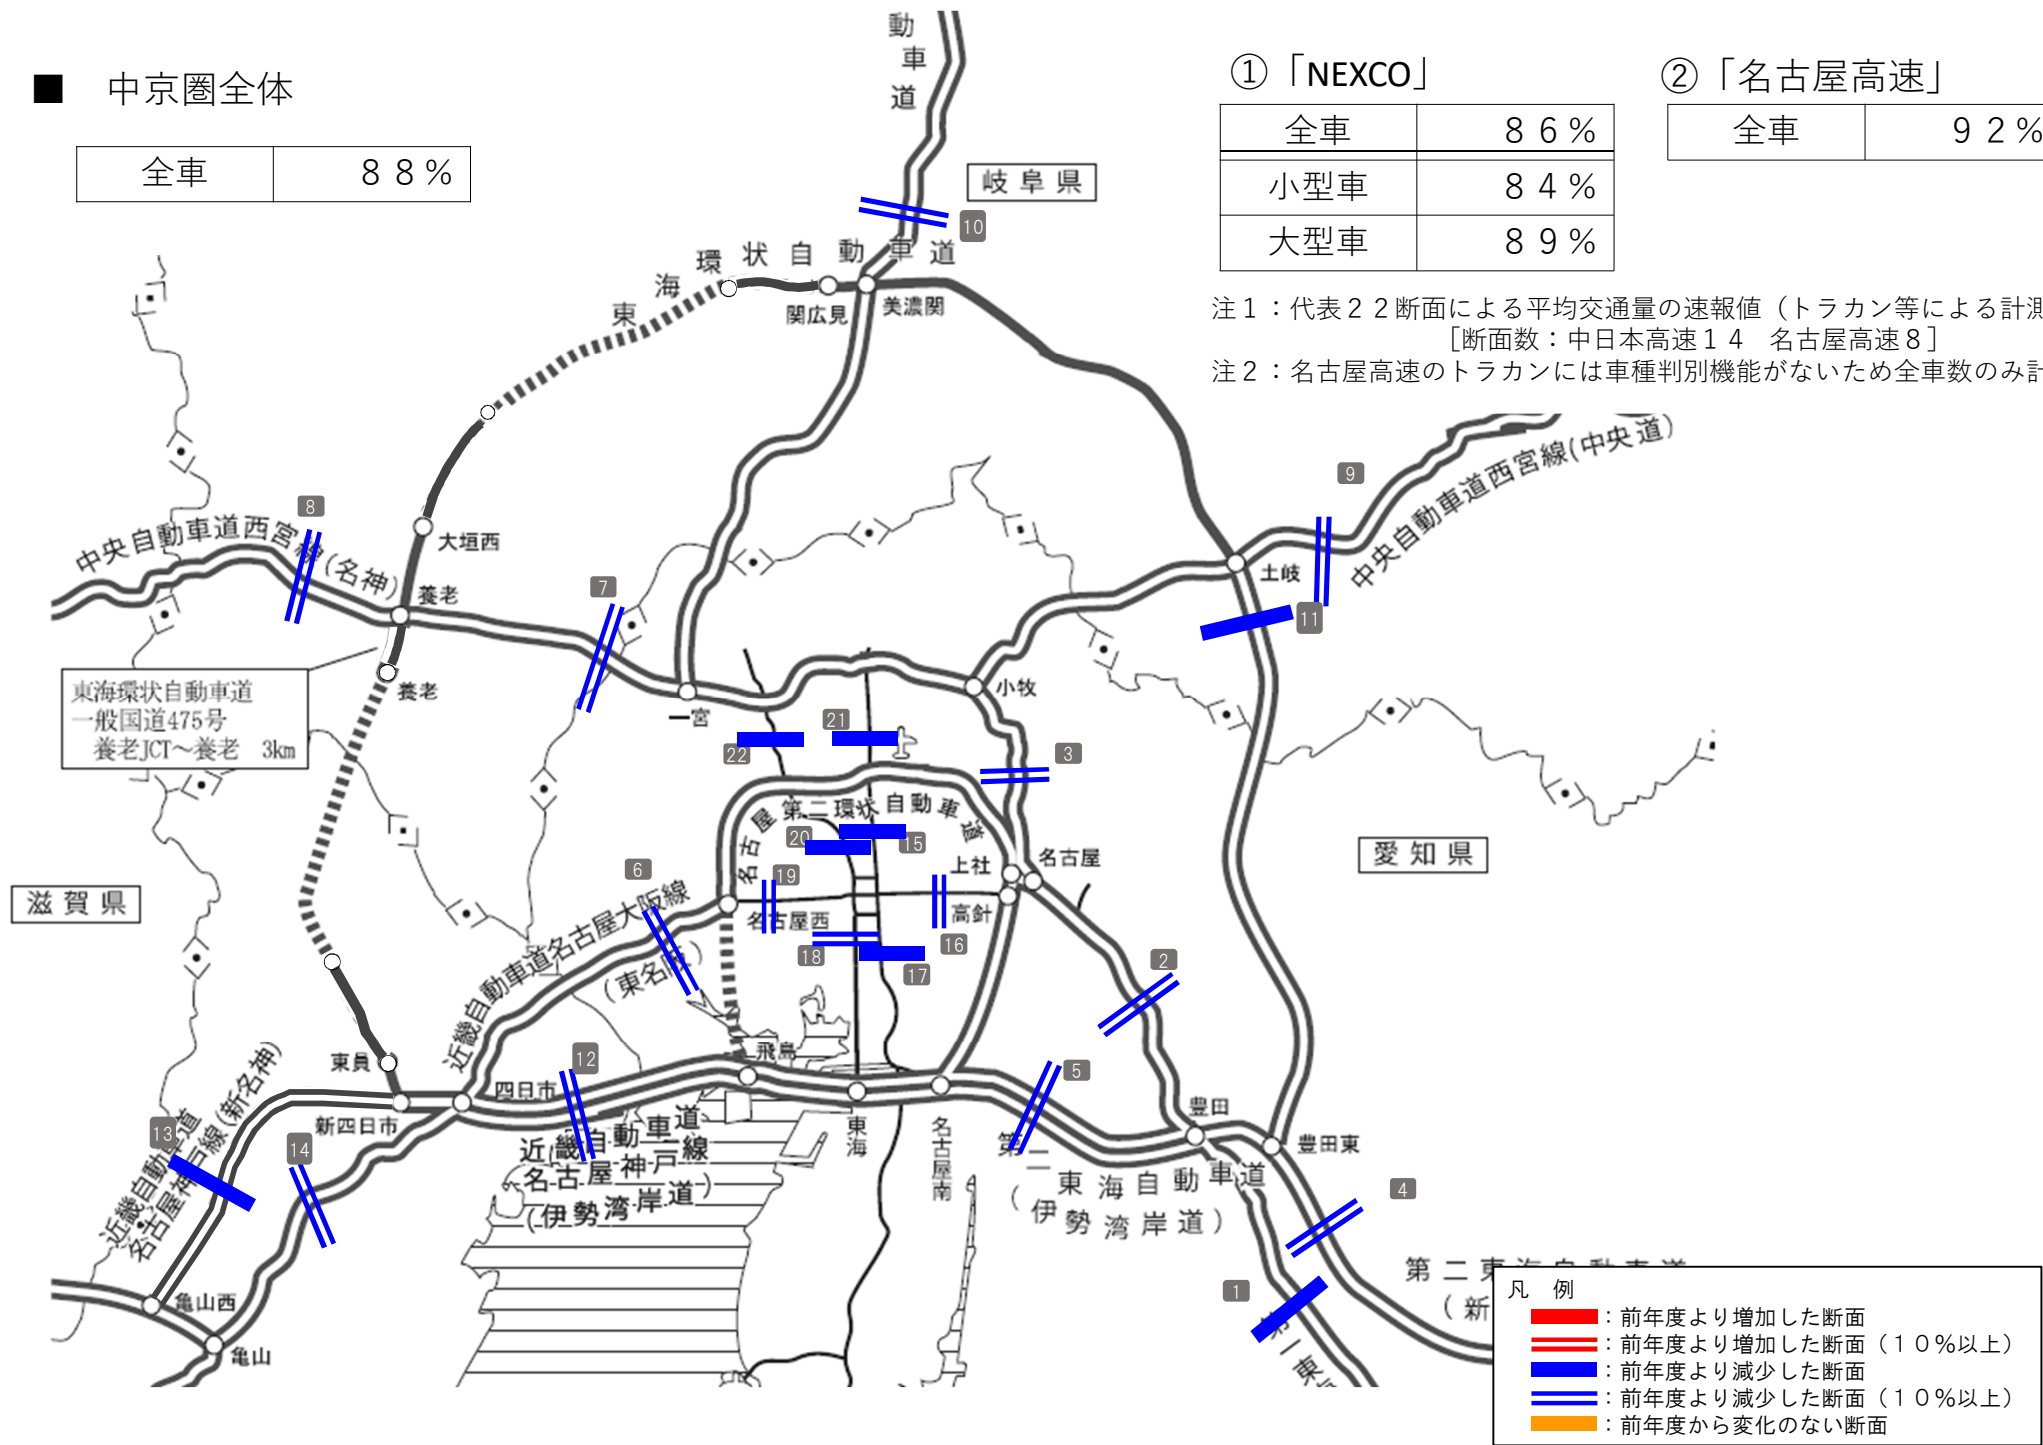 ■ 中京圏全体
全車 88%
①「NEXCO」
全車 86%
小型車 84%
大型車 89%
②「名古屋高速」
全車 92%
注1:代表22断面による平均交通量の速報値(トラカン等による計測
[断面数:中日本高速14 名古屋高速8]
注2:名古屋高速のトラカンには車種判別機能がないため全車数のみ計
動車道
岐阜県
10
東海環状自動車道
関広見
美濃関
9
中央自動車道西宮線(中央道)
8
中央自動車道西宮線(名神)
大垣西
養老
7
土岐
11
養老
東海環状自動車道
一般国道475号
養老JCT~養老 3km
一宮
小牧
22
21
3
名古屋第二環状自動車道
20
15
上社
名古屋
愛知県
滋賀県
6
19
名古屋西
高針
16
18
17
2
近畿自動車道名古屋大阪線
(東名阪)
東員
12
飛島
5
四日市
新四日市
豊田
豊田東
東海
名古屋南
13
14
近畿自動車道
名古屋神戸線(新名神)
近畿自動車道
名古屋神戸線
(伊勢湾岸道)
第二東海自動車道
(伊勢湾岸道)
4
1
亀山西
亀山
第二東海自動車道
(新
第一東
凡 例
:前年度より増加した断面
:前年度より増加した断面(10%以上)
:前年度より減少した断面
:前年度より減少した断面(10%以上)
:前年度から変化のない断面